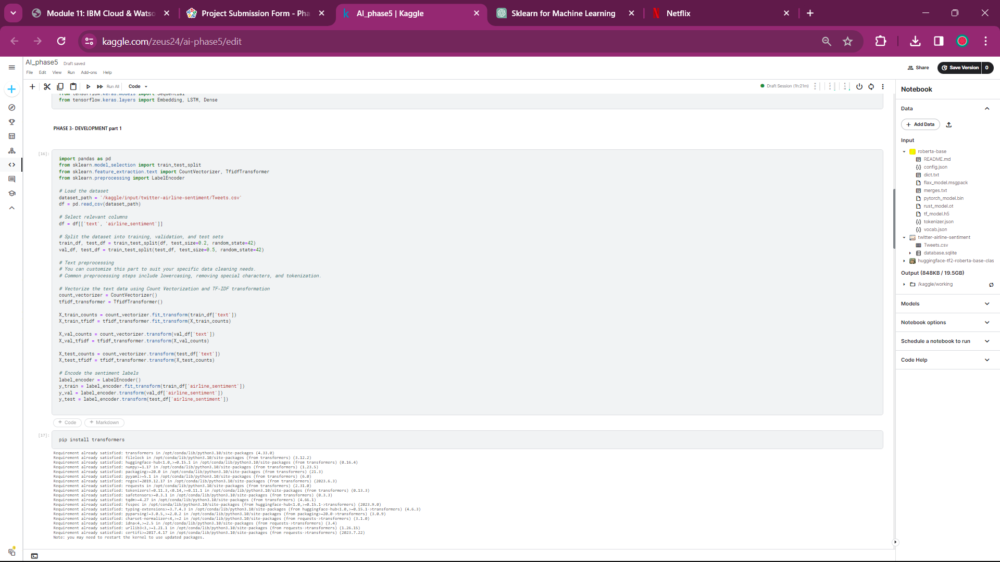 Module 11: IBM Cloud & Watso
Project Submission Form - Pha
AI_phase5 | Kaggle
Sklearn for Machine Learning
Netflix
kaggle.com/zeus24/ai-phase5/edit
AI_phase5 Draft saved
File Edit View Run Add-ons Help
Share
Save Version 0
Run All Code
Draft Session (1h:21m)
from tensorflow.keras.models import Sequential
from tensorflow.keras.layers import Embedding, LSTM, Dense
PHASE 3- DEVELOPMENT part 1
[16]:
import pandas as pd
from sklearn.model_selection import train_test_split
from sklearn.feature_extraction.text import CountVectorizer, TfidfTransformer
from sklearn.preprocessing import LabelEncoder
# Load the dataset
dataset_path = '/kaggle/input/twitter-airline-sentiment/Tweets.csv'
df = pd.read_csv(dataset_path)
# Select relevant columns
df = df[['text', 'airline_sentiment']]
# Split the dataset into training, validation, and test sets
train_df, test_df = train_test_split(df, test_size=0.2, random_state=42)
val_df, test_df = train_test_split(test_df, test_size=0.5, random_state=42)
# Text preprocessing
# You can customize this part to suit your specific data cleaning needs.
# Common preprocessing steps include lowercasing, removing special characters, and tokenization.
# Vectorize the text data using Count Vectorization and TF-IDF transformation
count_vectorizer = CountVectorizer()
tfidf_transformer = TfidfTransformer()
X_train_counts = count_vectorizer.fit_transform(train_df['text'])
X_train_tfidf = tfidf_transformer.fit_transform(X_train_counts)
X_val_counts = count_vectorizer.transform(val_df['text'])
X_val_tfidf = tfidf_transformer.transform(X_val_counts)
X_test_counts = count_vectorizer.transform(test_df['text'])
X_test_tfidf = tfidf_transformer.transform(X_test_counts)
# Encode the sentiment labels
label_encoder = LabelEncoder()
y_train = label_encoder.fit_transform(train_df['airline_sentiment'])
y_val = label_encoder.transform(val_df['airline_sentiment'])
y_test = label_encoder.transform(test_df['airline_sentiment'])
+ Code + Markdown
[17]:
pip install transformers
Requirement already satisfied: transformers in /opt/conda/lib/python3.10/site-packages (4.33.0)
Requirement already satisfied: filelock in /opt/conda/lib/python3.10/site-packages (from transformers) (3.12.2)
Requirement already satisfied: huggingface-hub<1.0,>=0.15.1 in /opt/conda/lib/python3.10/site-packages (from transformers) (0.16.4)
Requirement already satisfied: numpy>=1.17 in /opt/conda/lib/python3.10/site-packages (from transformers) (1.23.5)
Requirement already satisfied: packaging>=20.0 in /opt/conda/lib/python3.10/site-packages (from transformers) (21.3)
Requirement already satisfied: pyyaml>=5.1 in /opt/conda/lib/python3.10/site-packages (from transformers) (6.0)
Requirement already satisfied: regex!=2019.12.17 in /opt/conda/lib/python3.10/site-packages (from transformers) (2023.6.3)
Requirement already satisfied: requests in /opt/conda/lib/python3.10/site-packages (from transformers) (2.31.0)
Requirement already satisfied: tokenizers!=0.11.3,<0.14,>=0.11.1 in /opt/conda/lib/python3.10/site-packages (from transformers) (0.13.3)
Requirement already satisfied: safetensors>=0.3.1 in /opt/conda/lib/python3.10/site-packages (from transformers) (0.3.3)
Requirement already satisfied: tqdm>=4.27 in /opt/conda/lib/python3.10/site-packages (from transformers) (4.66.1)
Requirement already satisfied: fsspec in /opt/conda/lib/python3.10/site-packages (from huggingface-hub<1.0,>=0.15.1->transformers) (2023.9.0)
Requirement already satisfied: typing-extensions>=3.7.4.3 in /opt/conda/lib/python3.10/site-packages (from huggingface-hub<1.0,>=0.15.1->transformers) (4.6.3)
Requirement already satisfied: pyparsing!=3.0.5,>=2.0.2 in /opt/conda/lib/python3.10/site-packages (from packaging>=20.0->transformers) (3.0.9)
Requirement already satisfied: charset-normalizer<4,>=2 in /opt/conda/lib/python3.10/site-packages (from requests->transformers) (3.1.0)
Requirement already satisfied: idna<4,>=2.5 in /opt/conda/lib/python3.10/site-packages (from requests->transformers) (3.4)
Requirement already satisfied: urllib3<3,>=1.21.1 in /opt/conda/lib/python3.10/site-packages (from requests->transformers) (1.26.15)
Requirement already satisfied: certifi>=2017.4.17 in /opt/conda/lib/python3.10/site-packages (from requests->transformers) (2023.7.22)
Note: you may need to restart the kernel to use updated packages.
Notebook
Data
+ Add Data
Input
roberta-base
README.md
config.json
dict.txt
flax_model.msgpack
merges.txt
pytorch_model.bin
rust_model.ot
tf_model.h5
tokenizer.json
vocab.json
twitter-airline-sentiment
Tweets.csv
database.sqlite
huggingface-tf2-roberta-base-clas
Output (848KB / 19.5GB)
/kaggle/working
Models
Notebook options
Schedule a notebook to run
Code Help